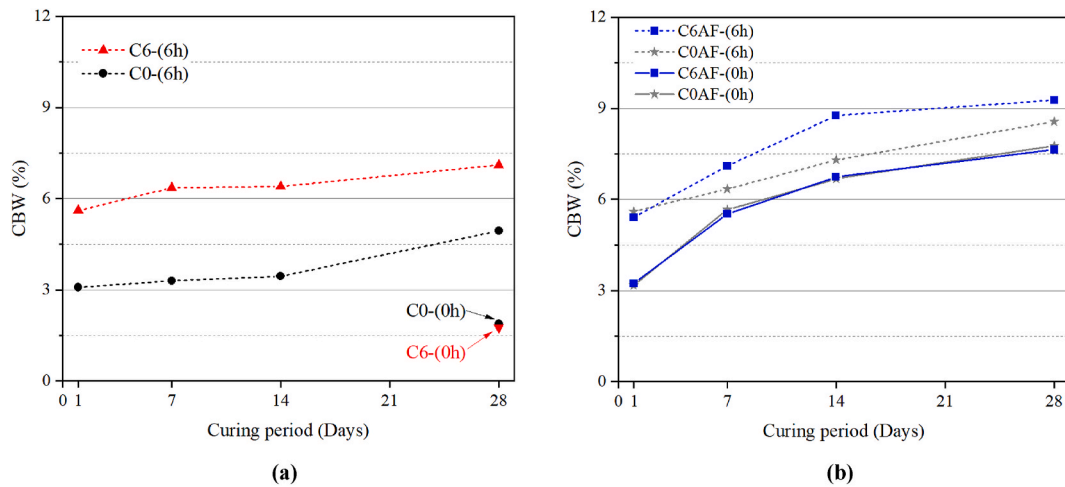 12
9
6
3
0
CBW (%)
C6-(6h)
C0-(6h)
C0-(0h)
C6-(0h)
0 1 7 14 21 28
Curing period (Days)
(a)
12
9
6
3
0
CBW (%)
C6AF-(6h)
C0AF-(6h)
C6AF-(0h)
C0AF-(0h)
0 1 7 14 21 28
Curing period (Days)
(b)